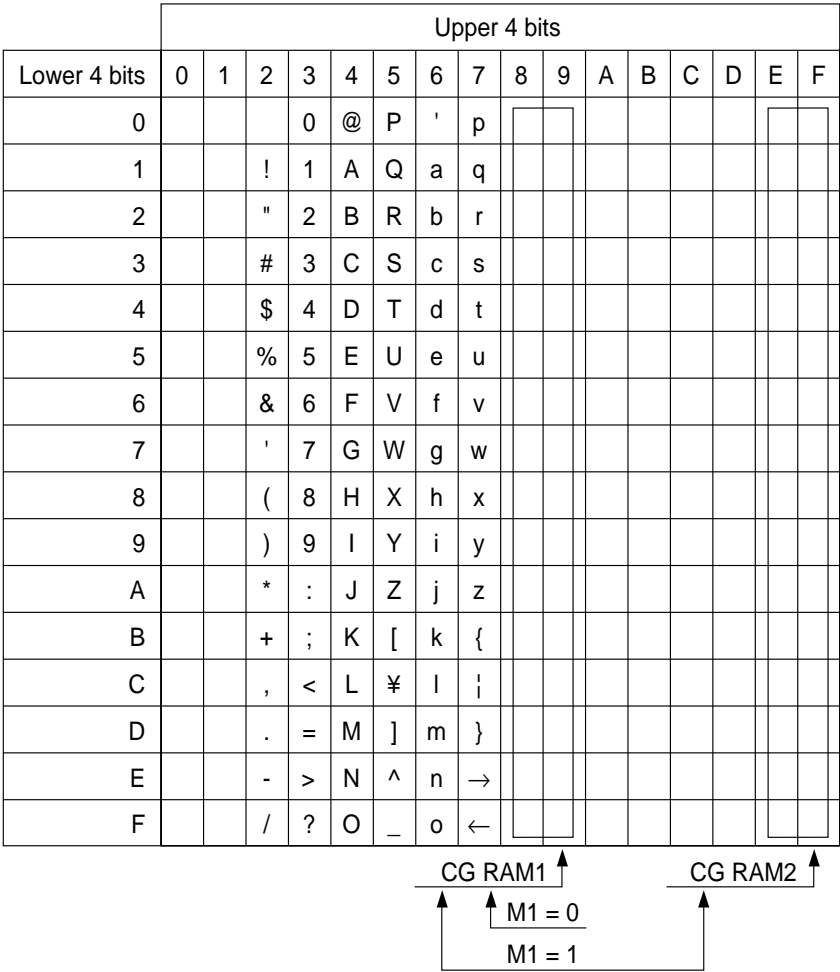 Upper 4 bits
Lower 4 bits 0 1 2 3 4 5 6 7 8 9 A B C D E F
0 0 @ P ' p
1 ! 1 A Q a q
2 " 2 B R b r
3 # 3 C S c s
4 $ 4 D T d t
5 % 5 E U e u
6 & 6 F V f v
7 ' 7 G W g w
8 ( 8 H X h x
9 ) 9 I Y i y
A * : J Z j z
B + ; K [ k {
C , < L ¥ l ¦
D . = M ] m }
E - > N ^ n →
F / ? O _ o ←
CG RAM1 CG RAM2
M1 = 0
M1 = 1